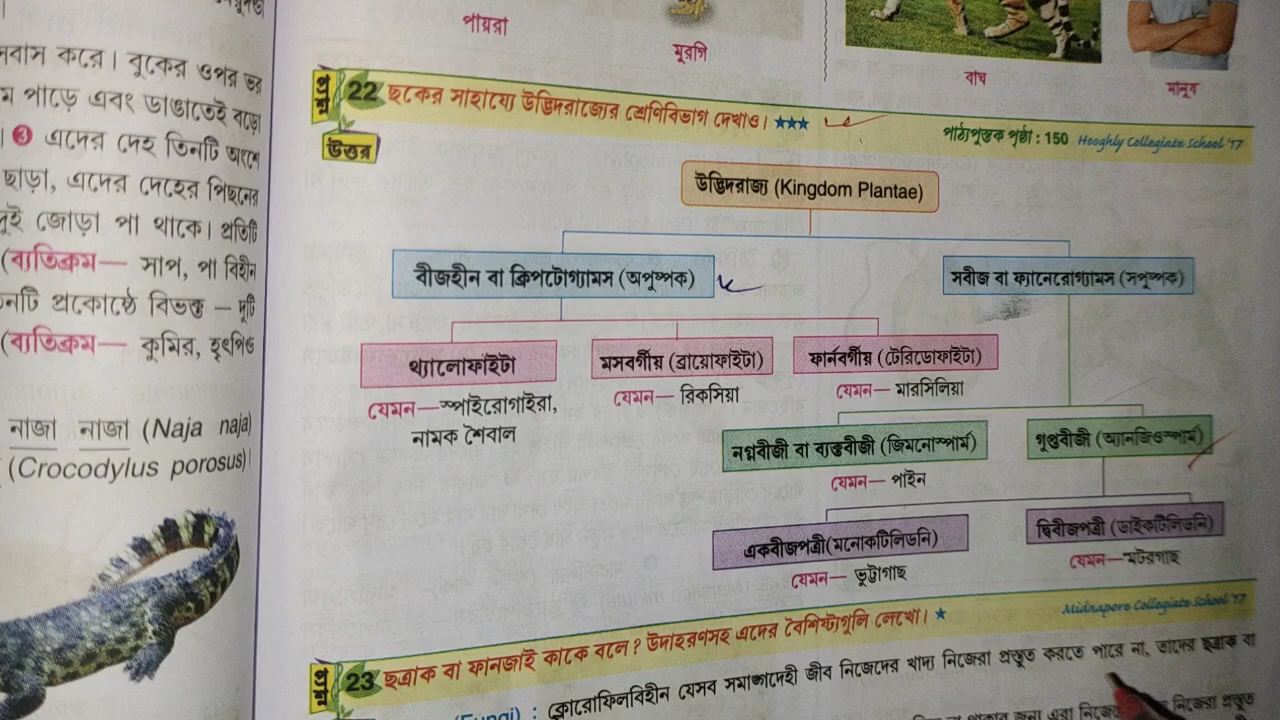 সবাস করে। বুকের ওপর ভর
ম পাড়ে এবং ডাঙাতেই বড়ো
। ❸ এদের দেহ তিনটি অংশে
ছাড়া, এদের দেহের পিছনের
দুই জোড়া পা থাকে। প্রতিটি
(ব্যতিক্রম— সাপ, পা বিহীন
নটি প্রকোষ্ঠে বিভক্ত – দুটি
(ব্যতিক্রম— কুমির, হৃৎপিণ্ড
নাজা নাজা (Naja naja)
(Crocodylus porosus)।
পায়রা
মুরগি
বাঘ
মানুষ
প্রশ্ন 22 ছকের সাহায্যে উদ্ভিদরাজ্যের শ্রেণিবিভাগ দেখাও। ★★★
পাঠ্যপুস্তক পৃষ্ঠা : 150 Hooghly Collegiate School '17
উত্তর
উদ্ভিদরাজ্য (Kingdom Plantae)
বীজহীন বা ক্রিপটোগ্যামস (অপুষ্পক)
সবীজ বা ফ্যানেরোগ্যামস (সপুষ্পক)
থ্যালোফাইটা
যেমন—স্পাইরোগাইরা,
নামক শৈবাল
মসবর্গীয় (ব্রায়োফাইটা)
যেমন— রিকসিয়া
ফার্নবর্গীয় (টেরিডোফাইটা)
যেমন— মারসিলিয়া
নগ্নবীজী বা ব্যক্তবীজী (জিমনোস্পার্ম)
যেমন— পাইন
গুপ্তবীজী (অ্যানজিওস্পার্ম)
একবীজপত্রী(মনোকটিলিডনি)
যেমন— ভুট্টাগাছ
দ্বিবীজপত্রী (ডাইকটিলিডনি)
যেমন—মটরগাছ
Midnapore Collegiate School '17
প্রশ্ন 23 ছত্রাক বা ফানজাই কাকে বলে? উদাহরণসহ এদের বৈশিষ্ট্যগুলি লেখো। ★
(Fungi) : ক্লোরোফিলবিহীন যেসব সমাঙ্গদেহী জীব নিজেদের খাদ্য নিজেরা প্রস্তুত করতে পারে না, তাদের ছত্রাক বা
নিজেরা প্রস্তুত